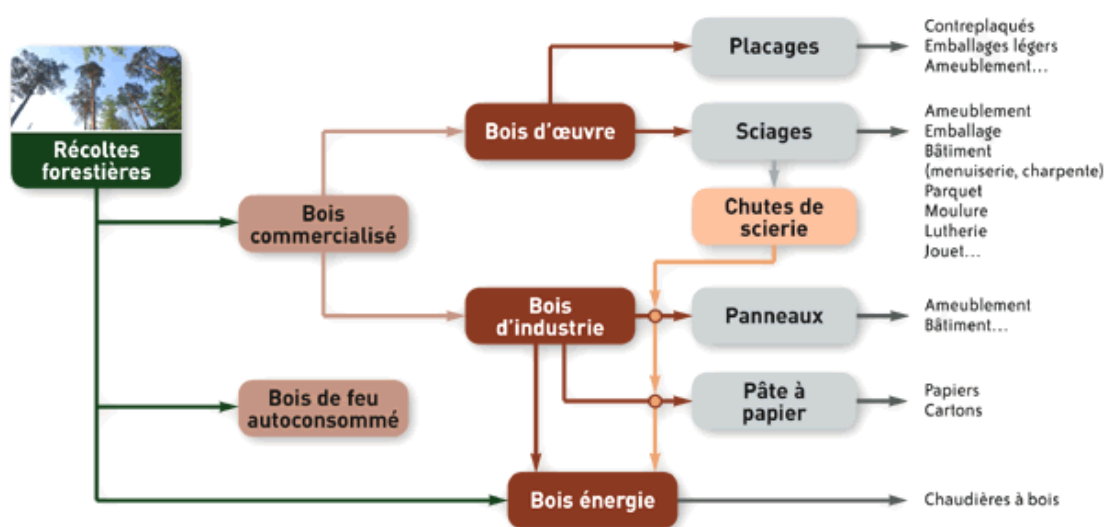 Récoltes
forestières
Bois
commercialisé
Bois de feu
autoconsommé
Bois d'œuvre
Bois
d'industrie
Bois énergie
Placages
Sciages
Chutes de
scierie
Panneaux
Pâte à
papier
Contreplaqués
Emballages légers
Ameublement...
Ameublement
Emballage
Bâtiment
(menuiserie, charpente)
Parquet
Moulure
Lutherie
Jouet...
Ameublement
Bâtiment...
Papiers
Cartons
Chaudières à bois